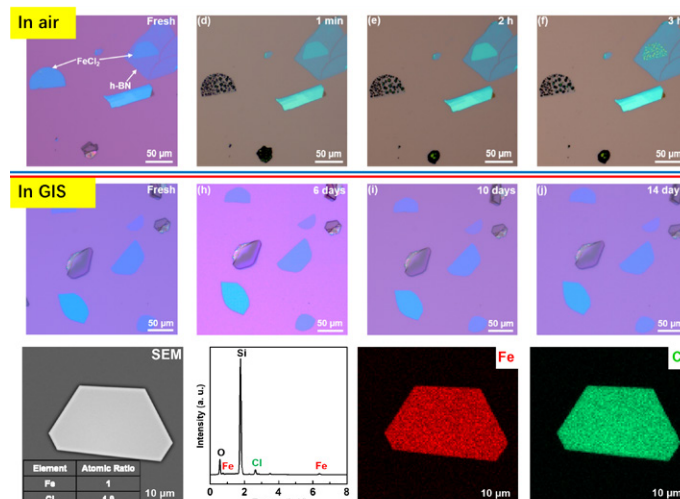 In air
Fresh
(d)
1 min
(e)
2 h
(f)
3 h
FeCl2
h-BN
50 μm
50 μm
50 μm
50 μm
In GIS
Fresh
(h)
6 days
(i)
10 days
(j)
14 day
50 μm
50 μm
50 μm
50 μm
SEM
Element Atomic Ratio
Fe 1
10 μm
Intensity (a. u.)
Si
O
Fe
Cl
Fe
0 2 4 6 8
Fe
10 μm
10 μm